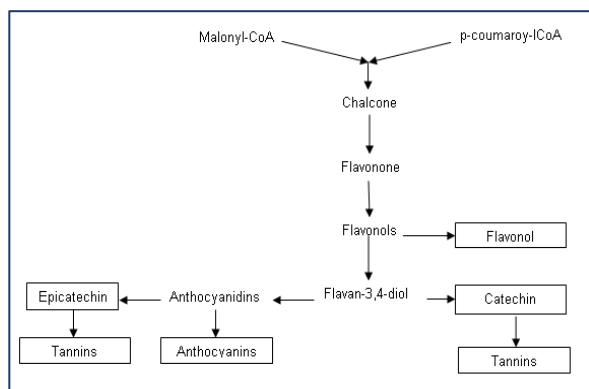 Malonyl-CoA
p-coumaroy-lCoA
Chalcone
Flavonone
Flavonols
Flavonol
Epicatechin
Anthocyanidins
Flavan-3,4-diol
Catechin
Tannins
Anthocyanins
Tannins